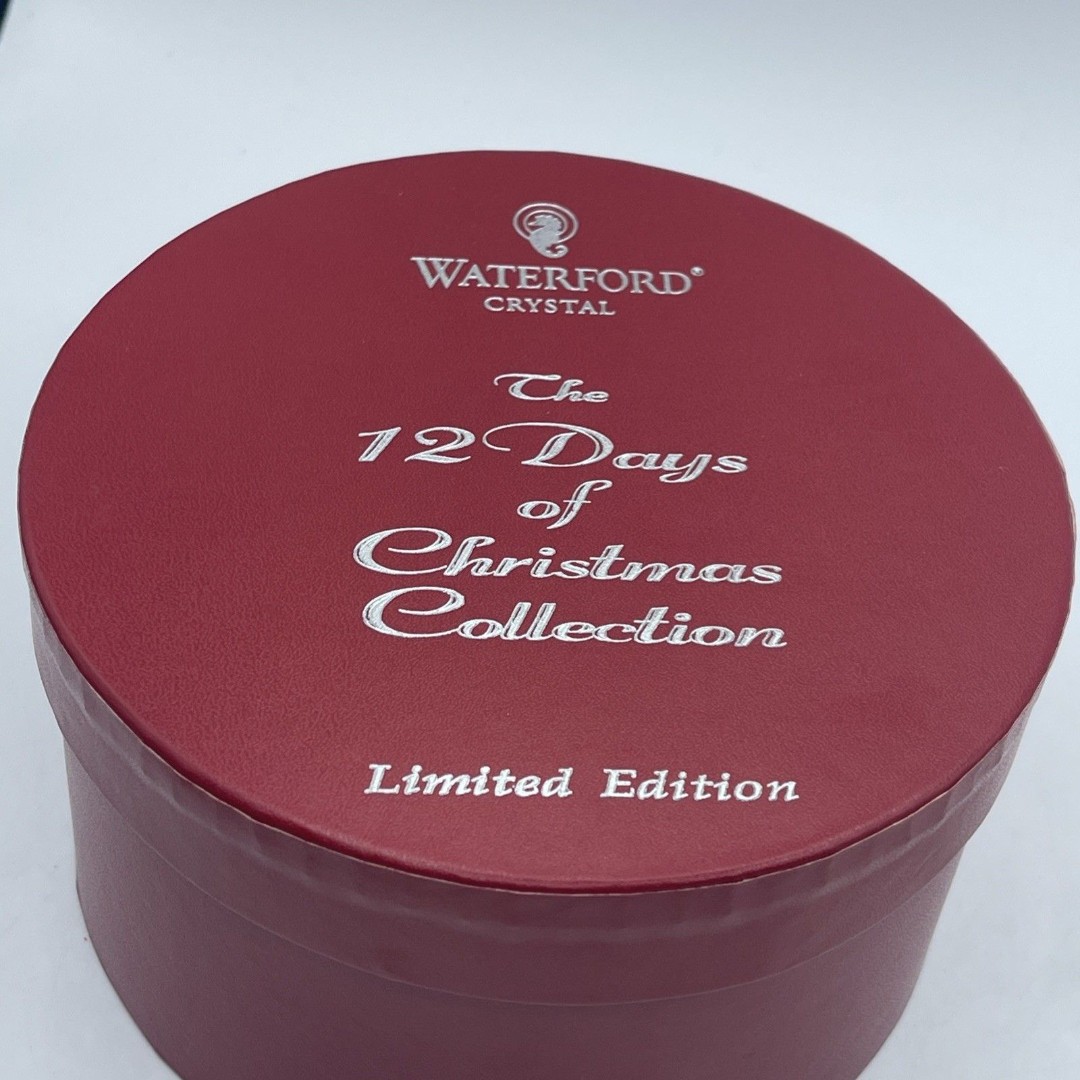 WATERFORD®
CRYSTAL
The
12 Days
of
Christmas
Collection
Limited Edition